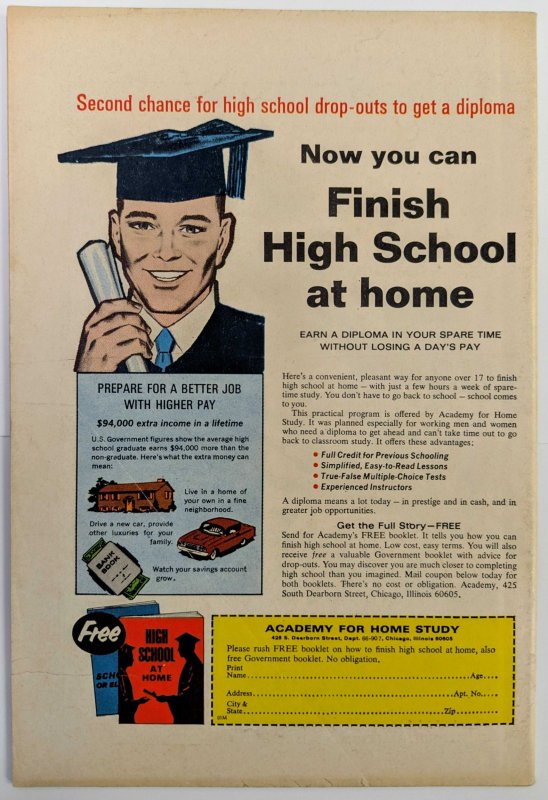 Second chance for high school drop-outs to get a diploma
Now you can
Finish
High School
at home
EARN A DIPLOMA IN YOUR SPARE TIME
WITHOUT LOSING A DAY'S PAY
PREPARE FOR A BETTER JOB
WITH HIGHER PAY
$94,000 extra income in a lifetime
U.S. Government figures show the average high
school graduate earns $94,000 more than the
non-graduate. Here's what the extra money can
mean:
Live in a home of
your own in a fine
neighborhood.
Drive a new car, provide
other luxuries for your
family.
BANK
BOOK
Watch your savings account
grow.
Here's a convenient, pleasant way for anyone over 17 to finish
high school at home — with just a few hours a week of spare-
time study. You don't have to go back to school — school comes
to you.
This practical program is offered by Academy for Home
Study. It was planned especially for working men and women
who need a diploma to get ahead and can't take time out to go
back to classroom study. It offers these advantages:
• Full Credit for Previous Schooling
• Simplified, Easy-to-Read Lessons
• True-False Multiple-Choice Tests
• Experienced Instructors
A diploma means a lot today — in prestige and in cash, and in
greater job opportunities.
Get the Full Story—FREE
Send for Academy's FREE booklet. It tells you how you can
finish high school at home. Low cost, easy terms. You will also
receive free a valuable Government booklet with advice for
drop-outs. You may discover you are much closer to completing
high school than you imagined. Mail coupon below today for
both booklets. There's no cost or obligation. Academy, 425
South Dearborn Street, Chicago, Illinois 60605.
Free
HIGH
SCHOOL
AT
HOME
SCHO
OR EL
ACADEMY FOR HOME STUDY
425 S. Dearborn Street, Dept. 66-907, Chicago, Illinois 60605
Please rush FREE booklet on how to finish high school at home, also
free Government booklet. No obligation.
Print
Name Age
Address Apt. No.
City &
State Zip